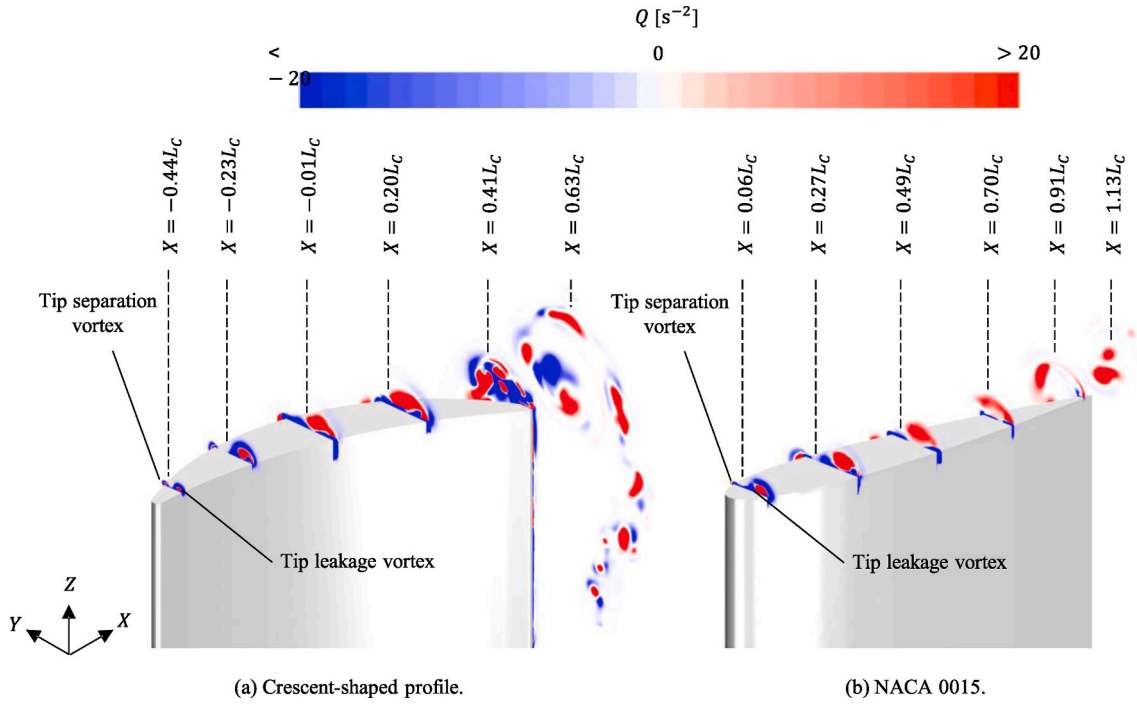 Q [s⁻²]
< 0 > 20
−20
X = −0.44L_C
X = −0.23L_C
X = −0.01L_C
X = 0.20L_C
X = 0.41L_C
X = 0.63L_C
X = 0.06L_C
X = 0.27L_C
X = 0.49L_C
X = 0.70L_C
X = 0.91L_C
X = 1.13L_C
Tip separation
vortex
Tip separation
vortex
Tip leakage vortex
Tip leakage vortex
Z
Y
X
(a) Crescent-shaped profile.
(b) NACA 0015.